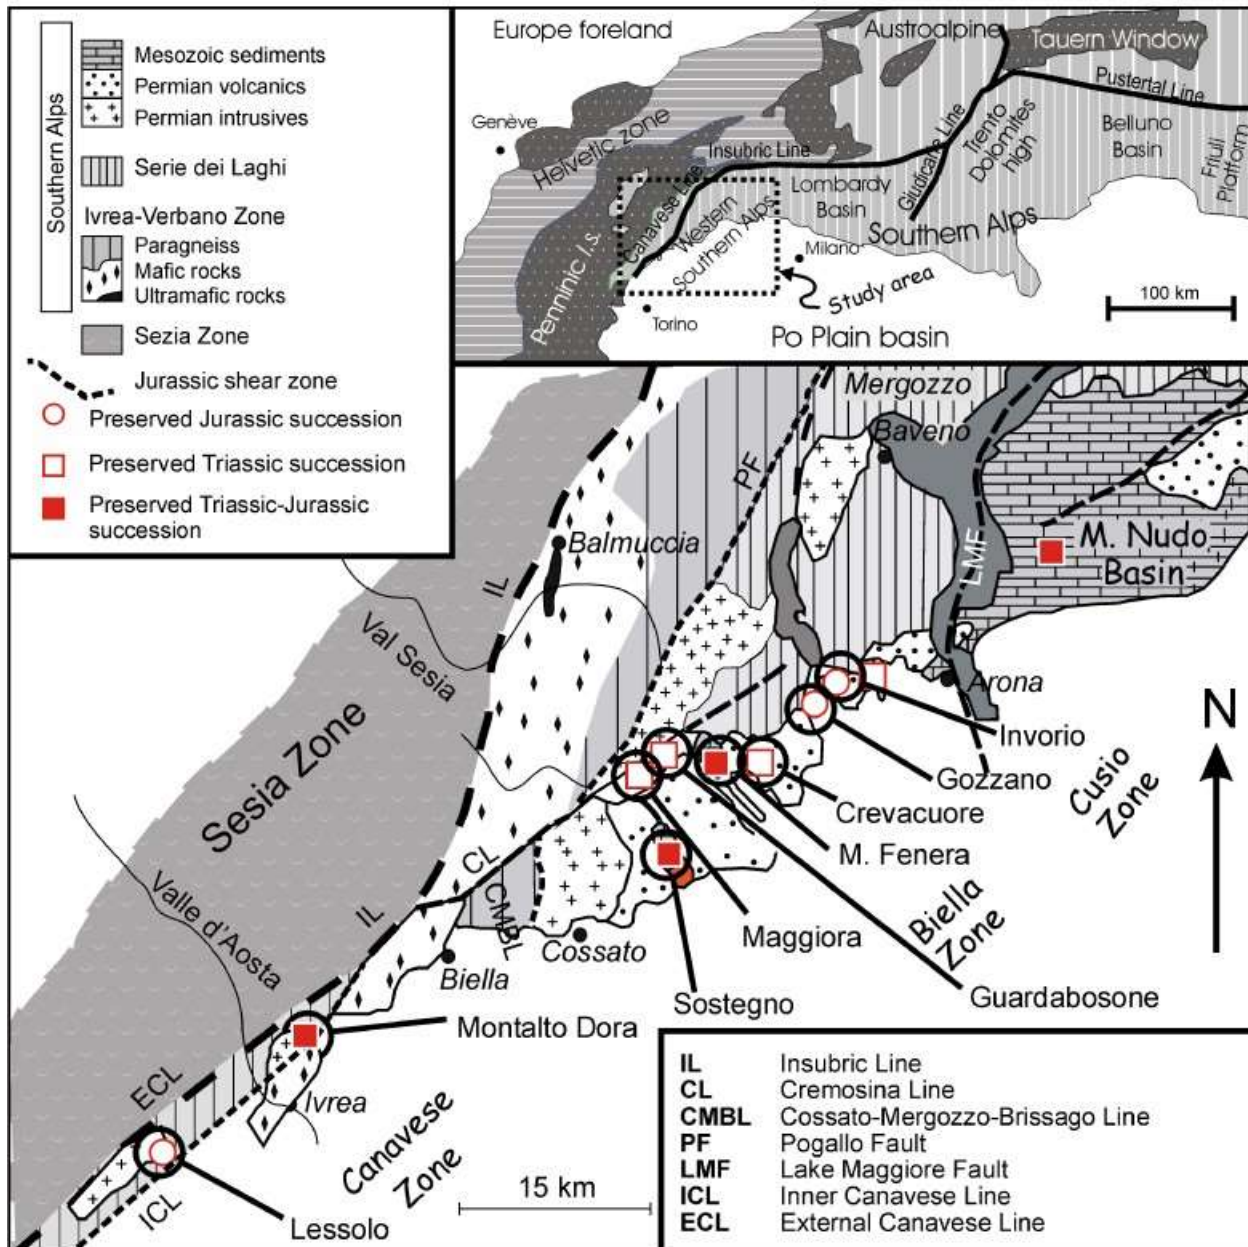 Southern Alps
Mesozoic sediments
Permian volcanics
Permian intrusives
Serie dei Laghi
Ivrea-Verbano Zone
Paragneiss
Mafic rocks
Ultramafic rocks
Sezia Zone
Jurassic shear zone
Preserved Jurassic succession
Preserved Triassic succession
Preserved Triassic-Jurassic
succession
Europe foreland
Austroalpine
Tauern Window
Genève
Helvetic zone
Pustertal Line
Insubric Line
Giudicarie Line
Trento
Dolomites
high
Belluno
Basin
Friuli
Platform
Canavese Line
Western
Southern Alps
Lombardy
Basin
Milano
Southern Alps
Penninic l.s.
Study area
Torino
Po Plain basin
100 km
Mergozzo
Baveno
PF
Balmuccia
IL
LMF
M. Nudo
Basin
Val Sesia
Sesia Zone
Arona
N
Invorio
Gozzano
Cusio
Zone
Crevacuore
M. Fenera
CL
CMBL
Biella
Zone
IL
Valle d'Aosta
Cossato
Maggiora
Biella
Guardabosone
Sostegno
Montalto Dora
ECL
Ivrea
Canavese
Zone
ICL
Lessolo
15 km
IL Insubric Line
CL Cremosina Line
CMBL Cossato-Mergozzo-Brissago Line
PF Pogallo Fault
LMF Lake Maggiore Fault
ICL Inner Canavese Line
ECL External Canavese Line